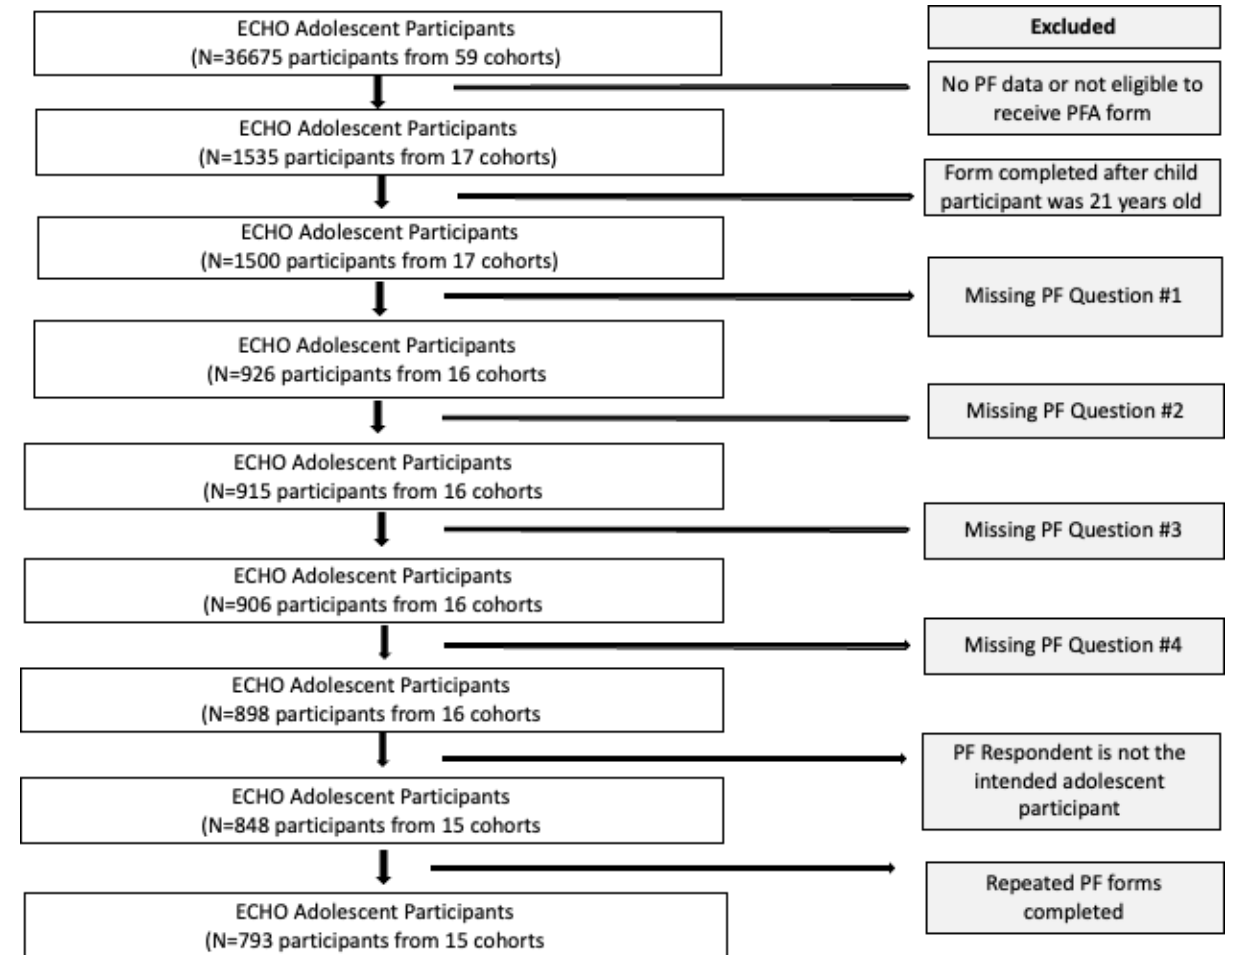 ECHO Adolescent Participants
(N=36675 participants from 59 cohorts)
Excluded
No PF data or not eligible to
receive PFA form
ECHO Adolescent Participants
(N=1535 participants from 17 cohorts)
Form completed after child
participant was 21 years old
ECHO Adolescent Participants
(N=1500 participants from 17 cohorts)
Missing PF Question #1
ECHO Adolescent Participants
(N=926 participants from 16 cohorts
Missing PF Question #2
ECHO Adolescent Participants
(N=915 participants from 16 cohorts
Missing PF Question #3
ECHO Adolescent Participants
(N=906 participants from 16 cohorts
Missing PF Question #4
ECHO Adolescent Participants
(N=898 participants from 16 cohorts
PF Respondent is not the
intended adolescent
participant
ECHO Adolescent Participants
(N=848 participants from 15 cohorts
Repeated PF forms
completed
ECHO Adolescent Participants
(N=793 participants from 15 cohorts